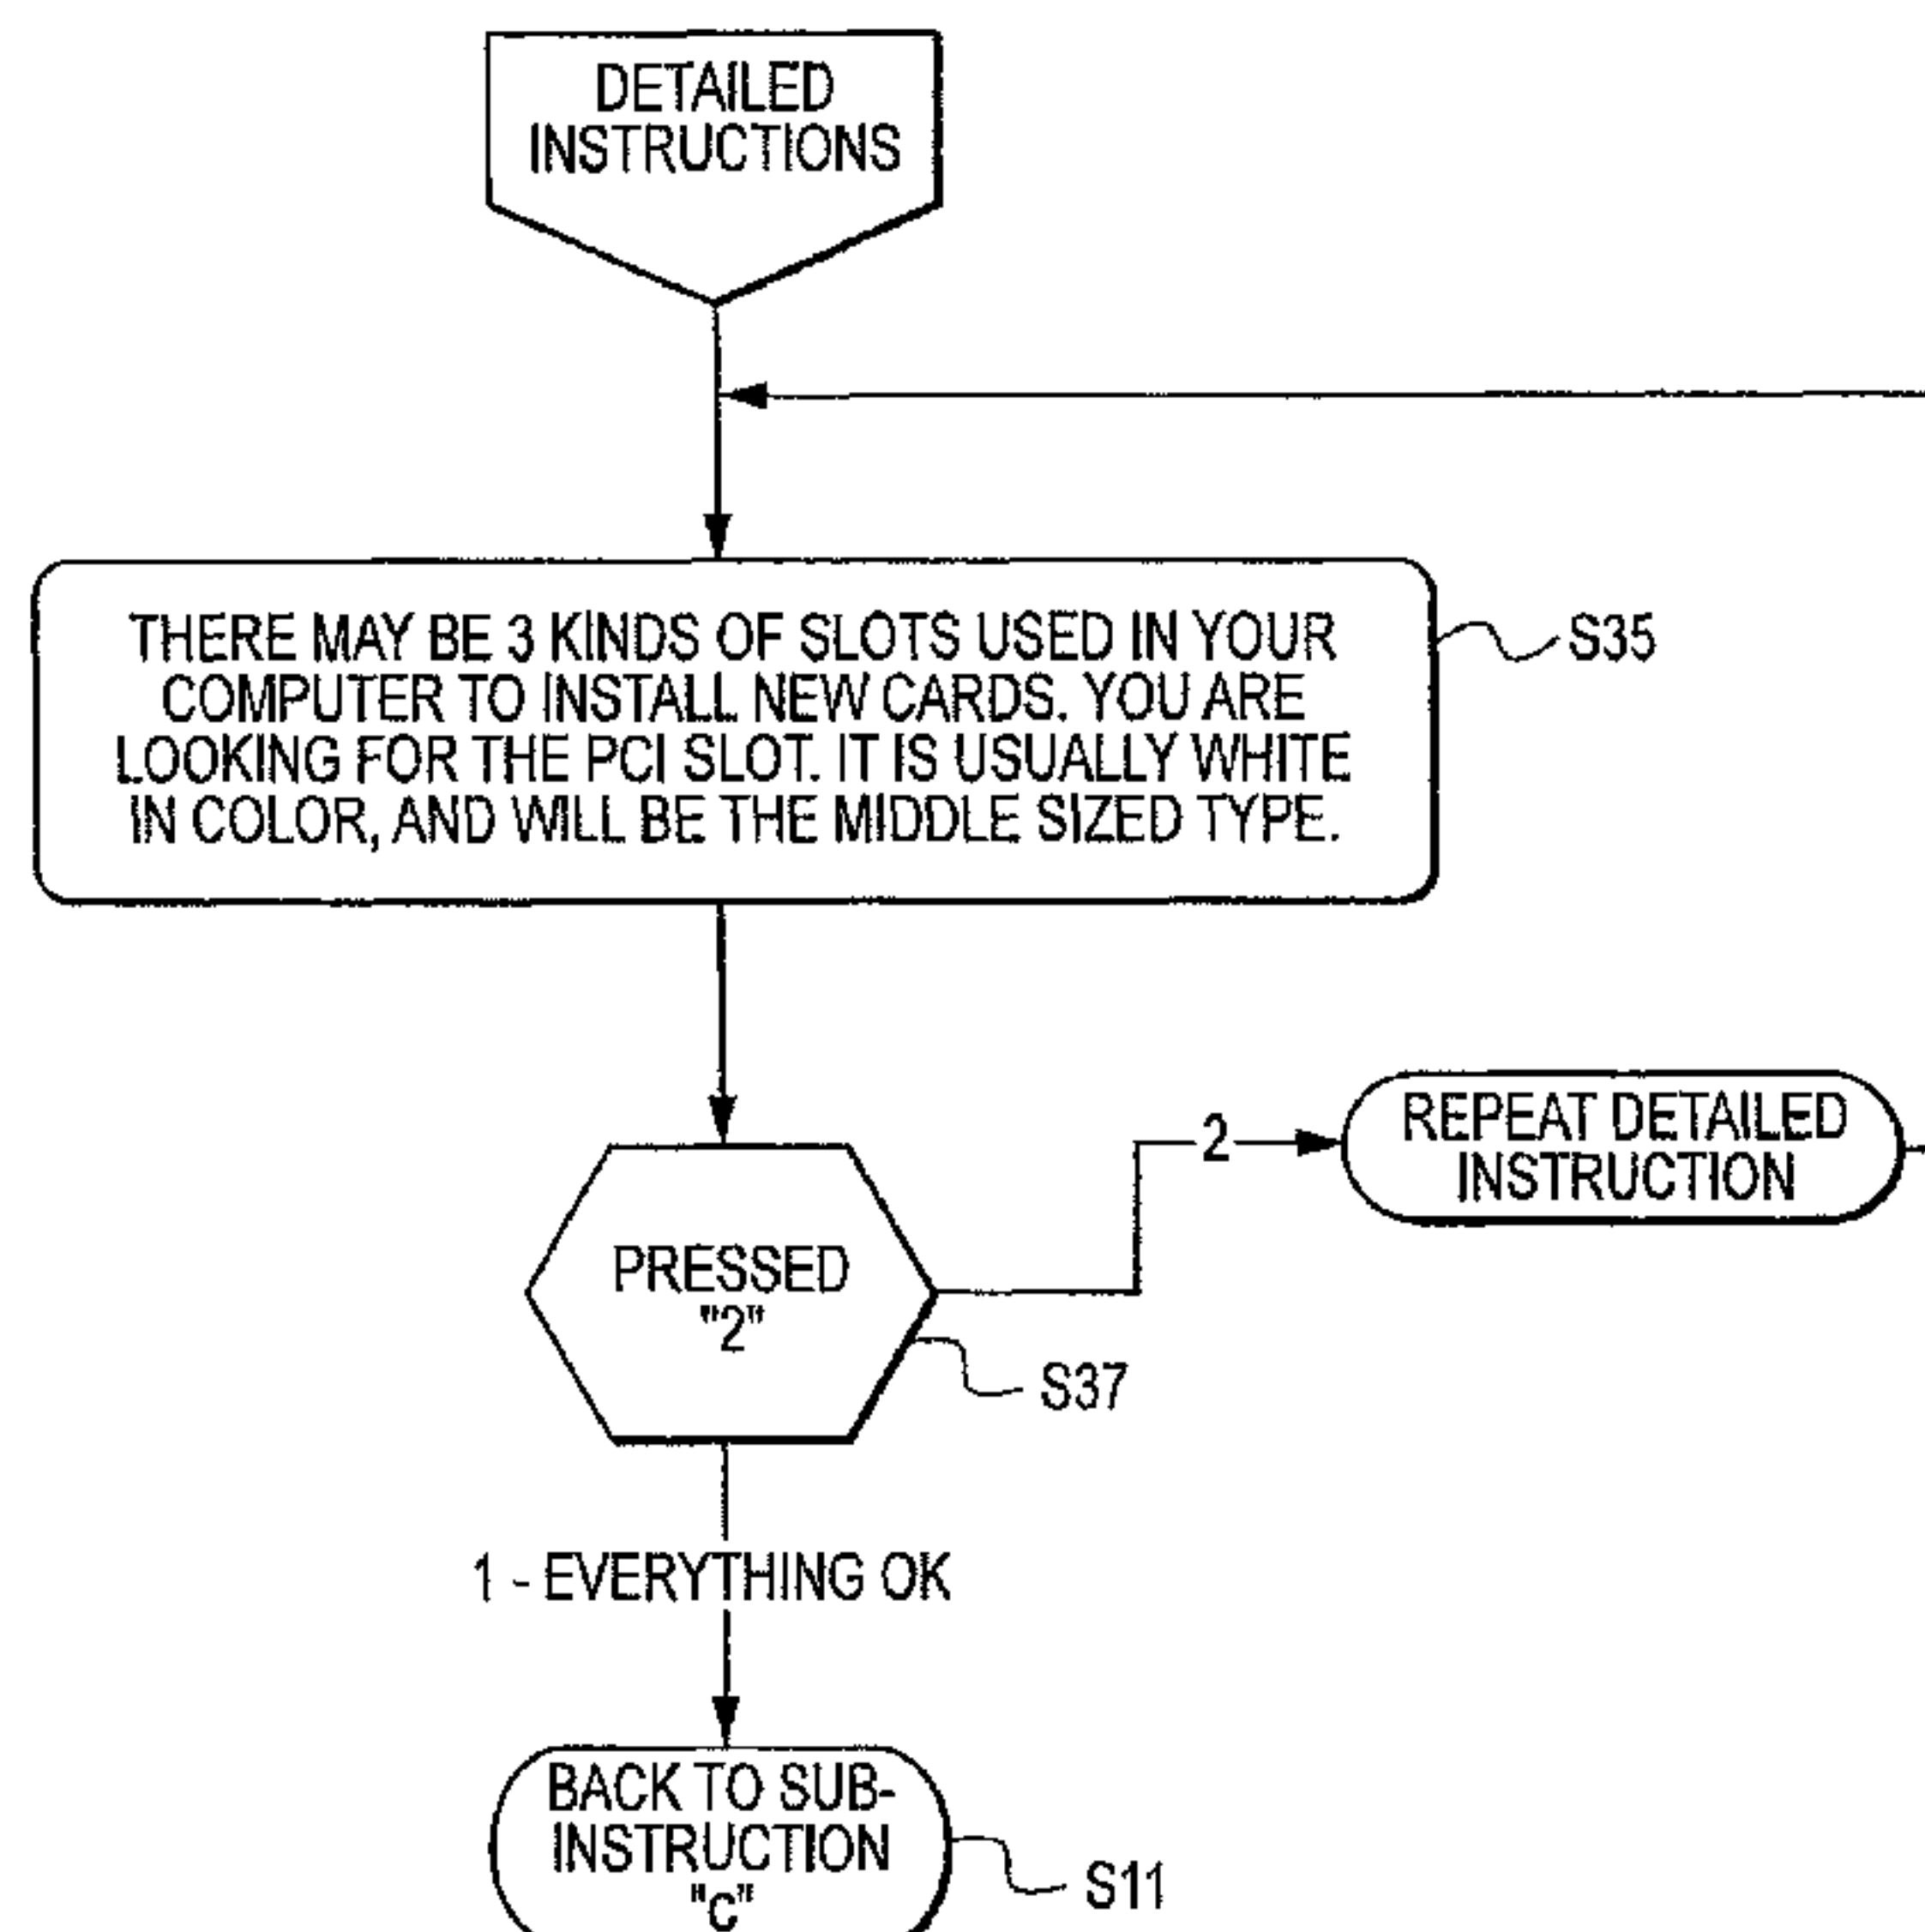 DETAILED
INSTRUCTIONS
THERE MAY BE 3 KINDS OF SLOTS USED IN YOUR
COMPUTER TO INSTALL NEW CARDS. YOU ARE
LOOKING FOR THE PCI SLOT. IT IS USUALLY WHITE
IN COLOR, AND WILL BE THE MIDDLE SIZED TYPE.
S35
2
REPEAT DETAILED
INSTRUCTION
PRESSED
"2"
S37
1 - EVERYTHING OK
BACK TO SUB-
INSTRUCTION
"C"
S11